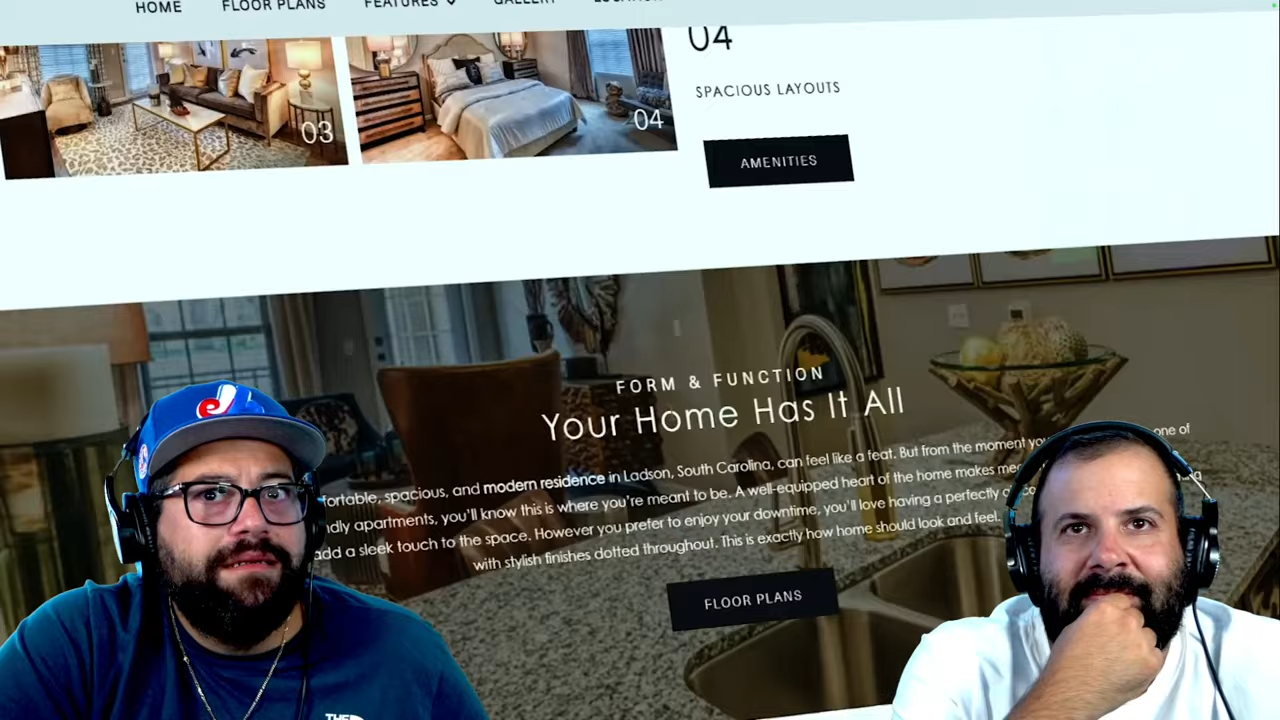 HOME FLOOR PLANS FEATURES GALLERY
04
SPACIOUS LAYOUTS
03
04
AMENITIES
FORM & FUNCTION
Your Home Has It All
one of
fortable, spacious, and modern residence in Ladson, South Carolina, can feel like a feat. But from the moment you
ndly apartments, you'll know this is where you're meant to be. A well-equipped heart of the home makes
add a sleek touch to the space. However you prefer to enjoy your downtime, you'll love having a perfectly
with stylish finishes dotted throughout. This is exactly how home should look and feel.
FLOOR PLANS
THE